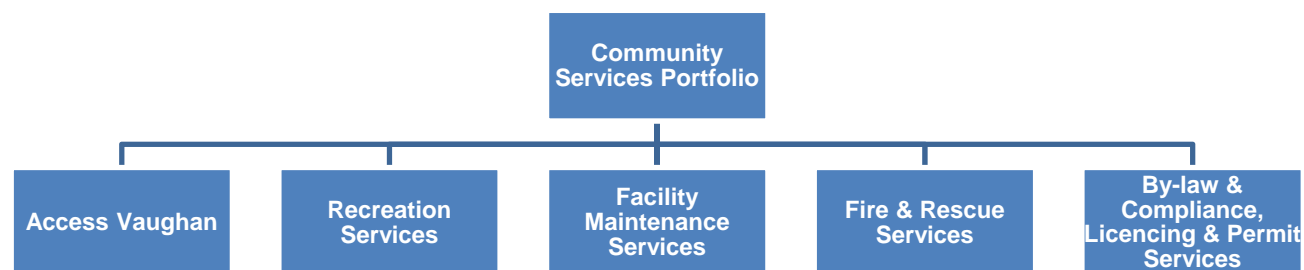 Community
Services Portfolio
Access Vaughan
Recreation
Services
Facility
Maintenance
Services
Fire & Rescue
Services
By-law &
Compliance,
Licencing & Permit
Services